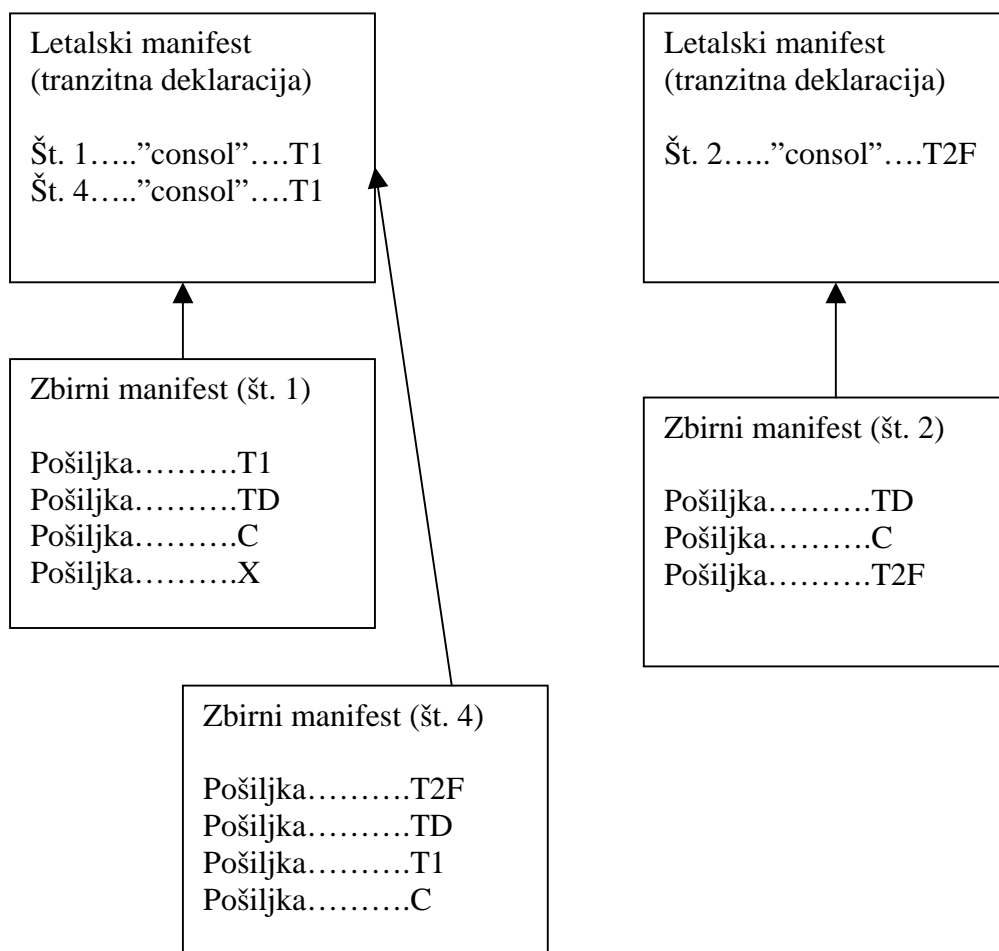 Letalski manifest
(tranzitna deklaracija)
Št. 1…..”consol”….T1
Št. 4…..”consol”….T1
Letalski manifest
(tranzitna deklaracija)
Št. 2…..”consol”….T2F
Zbirni manifest (št. 1)
Pošiljka……….T1
Pošiljka……….TD
Pošiljka……….C
Pošiljka……….X
Zbirni manifest (št. 2)
Pošiljka……….TD
Pošiljka……….C
Pošiljka……….T2F
Zbirni manifest (št. 4)
Pošiljka……….T2F
Pošiljka……….TD
Pošiljka……….T1
Pošiljka……….C